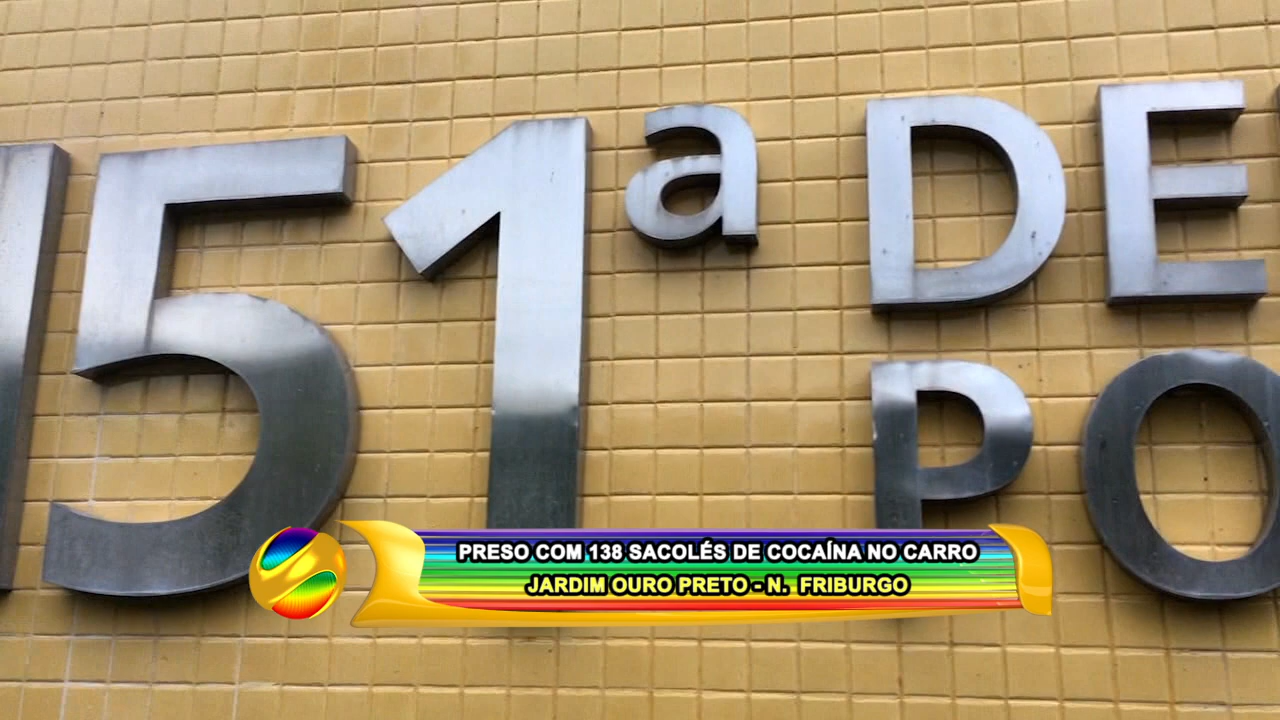 151ª DE
PO
PRESO COM 138 SACOLÉS DE COCAÍNA NO CARRO
JARDIM OURO PRETO - N. FRIBURGO